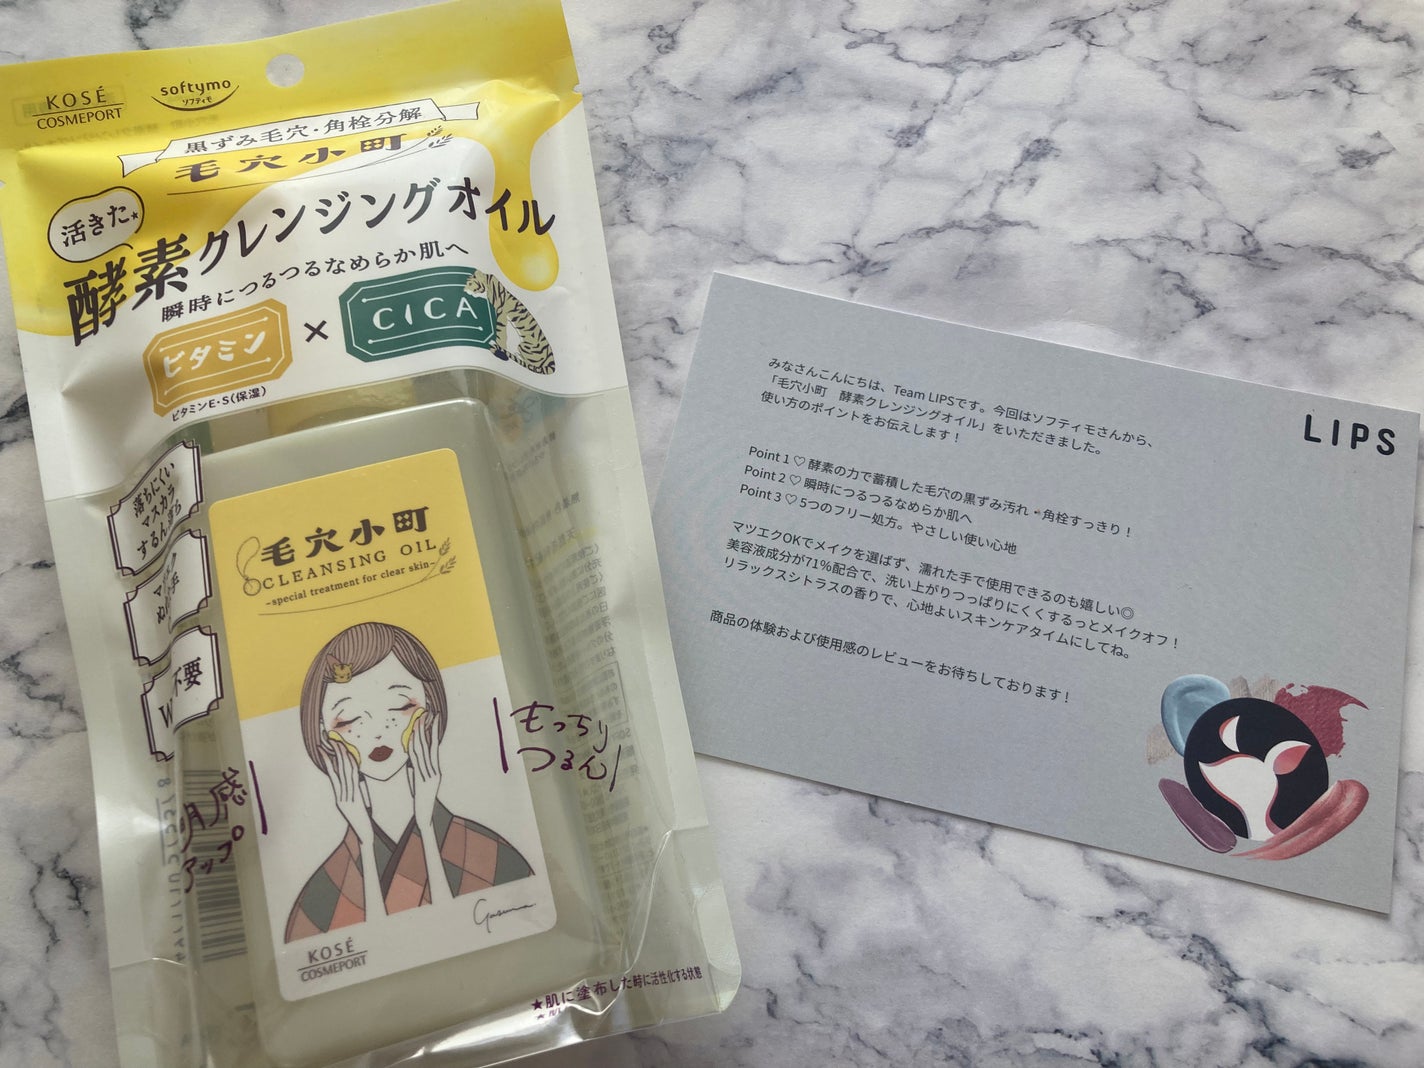 KOSÉ
COSMEPORT
softymo
ソフティモ
黒ずみ毛穴・角栓分解
毛穴小町
活きた★
酵素クレンジングオイル
瞬時につるつるなめらか肌へ
ビタミン × CICA
ビタミンE・S(保湿)
落ちにくい
マスカラ
するん落ち
不要
毛穴小町
CLEANSING OIL
~special treatment for clear skin~
もっちり
つるん
感
アップ
KOSÉ
COSMEPORT
★肌に塗布した時に活性化する状態
LIPS
みなさんこんにちは、Team LIPSです。今回はソフティモさんから、
「毛穴小町 酵素クレンジングオイル」をいただきました。
使い方のポイントをお伝えします！
Point 1♡酵素の力で蓄積した毛穴の黒ずみ汚れ・角栓すっきり！
Point 2♡瞬時につるつるなめらか肌へ
Point 3♡5つのフリー処方。やさしい使い心地
マツエクOKでメイクを選ばず、濡れた手で使用できるのも嬉しい◎
美容液成分が71%配合で、洗い上がりつっぱりにくくするっとメイクオフ！
リラックスシトラスの香りで、心地よいスキンケアタイムにしてね。
商品の体験および使用感のレビューをお待ちしております！